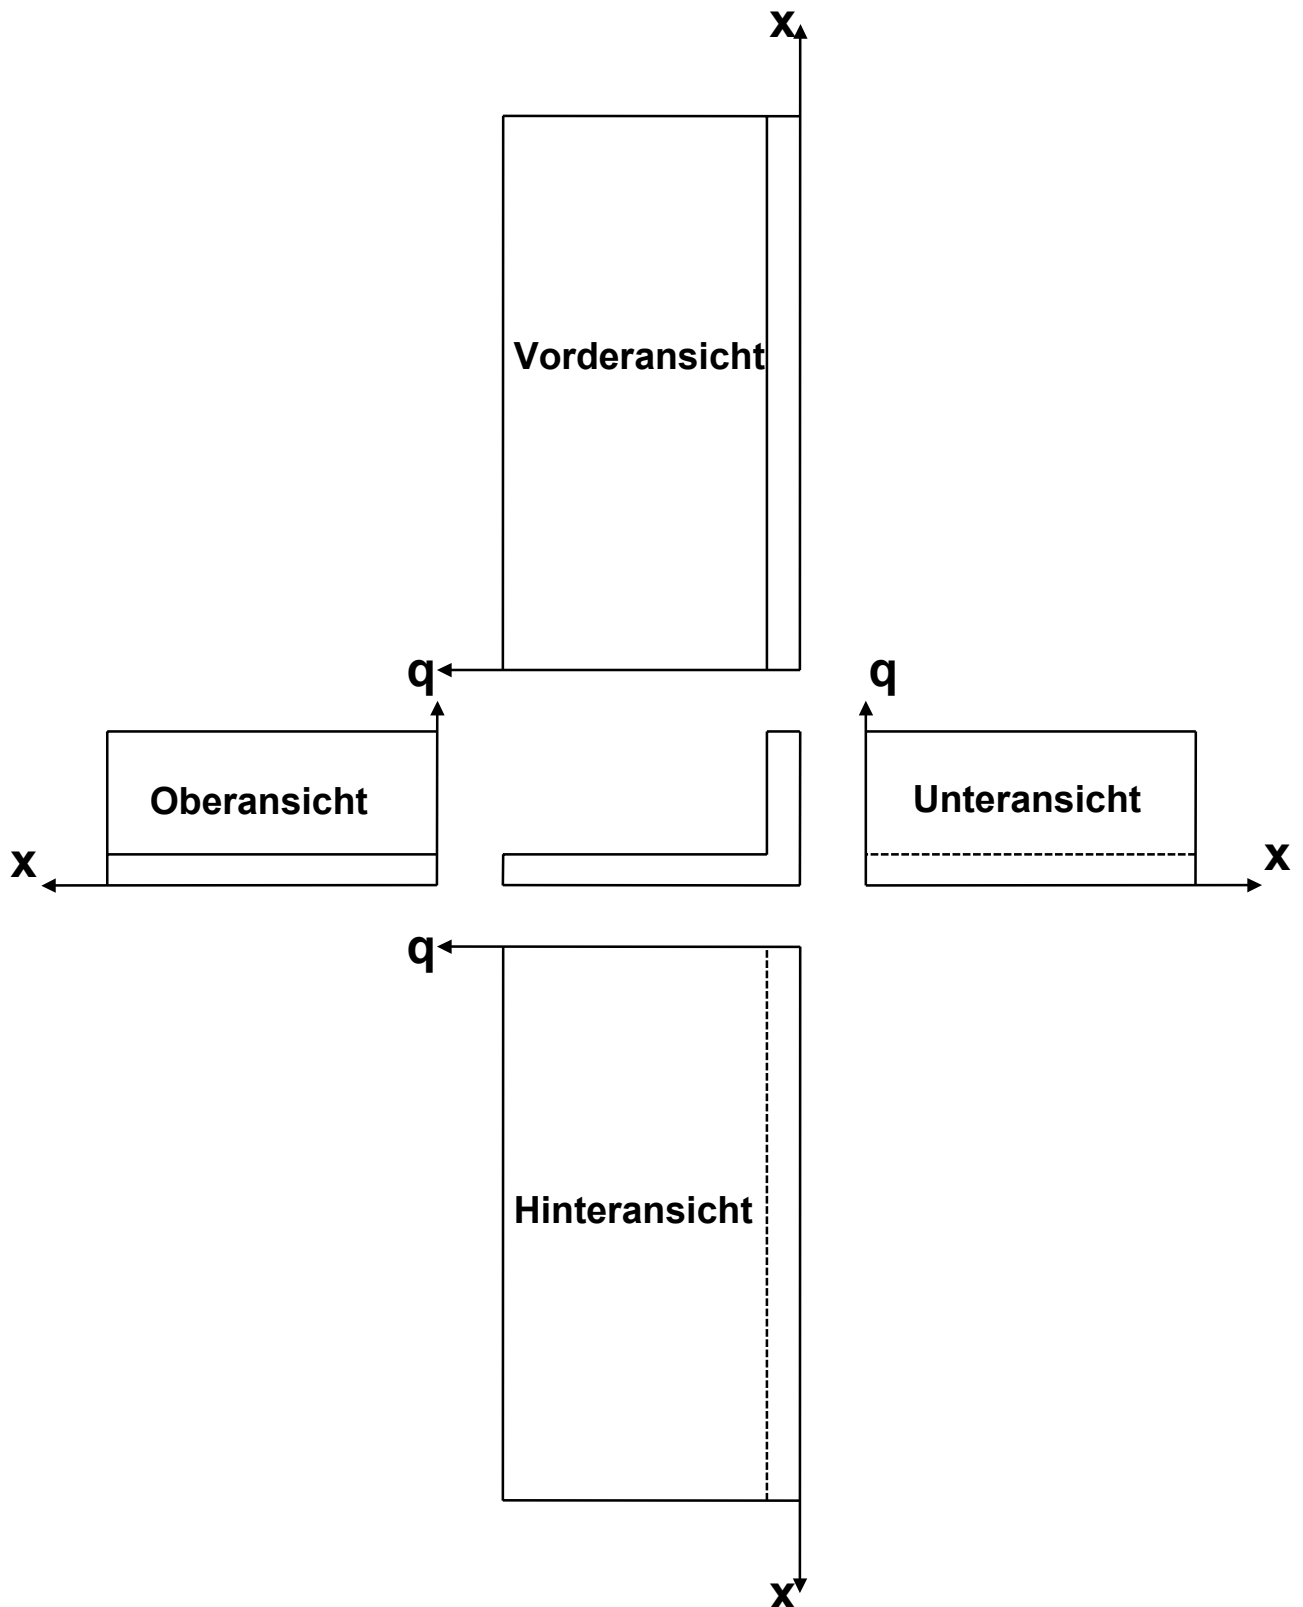 x
Vorderansicht
q
q
Oberansicht
Unteransicht
x
x
q
Hinteransicht
x